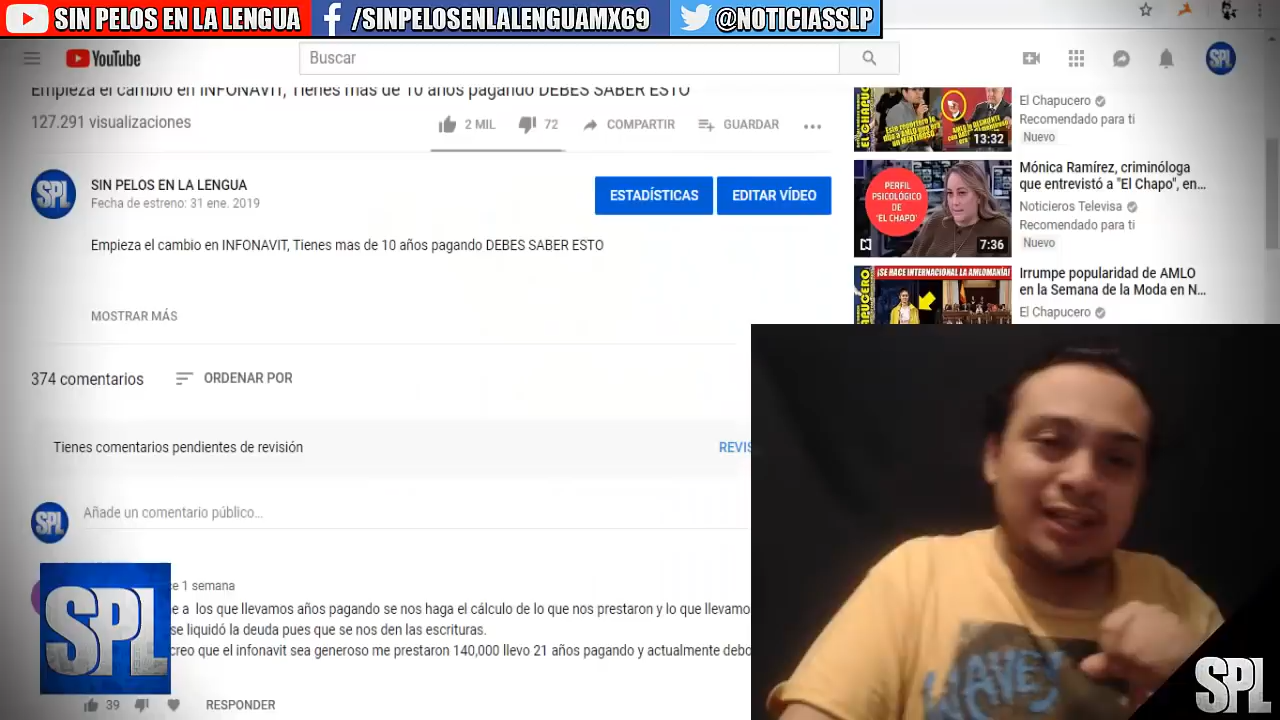 SIN PELOS EN LA LENGUA
/SINPELOSENLALENGUAMX69
@NOTICIASSLP
YouTube
Buscar
SPL
Empieza el cambio en INFONAVIT, Tienes mas de 10 años pagando DEBES SABER ESTO
127.291 visualizaciones
2 MIL
72
COMPARTIR
GUARDAR
SPL
SIN PELOS EN LA LENGUA
Fecha de estreno: 31 ene. 2019
ESTADÍSTICAS
EDITAR VÍDEO
Empieza el cambio en INFONAVIT, Tienes mas de 10 años pagando DEBES SABER ESTO
MOSTRAR MÁS
374 comentarios
ORDENAR POR
Tienes comentarios pendientes de revisión
REVIS
SPL
Añade un comentario público...
ce 1 semana
e a los que llevamos años pagando se nos haga el cálculo de lo que nos prestaron y lo que llevamo
se liquidó la deuda pues que se nos den las escrituras.
creo que el infonavit sea generoso me prestaron 140,000 llevo 21 años pagando y actualmente debo
39
RESPONDER
SPL
13:32
El Chapucero
Recomendado para ti
Nuevo
PERFIL
PSICOLÓGICO
DE
'EL CHAPO'
7:36
Mónica Ramírez, criminóloga
que entrevistó a "El Chapo", en...
Noticieros Televisa
Recomendado para ti
Nuevo
¡SE HACE INTERNACIONAL LA AMLOMANÍA!
Irrumpe popularidad de AMLO
en la Semana de la Moda en N...
El Chapucero
SPL